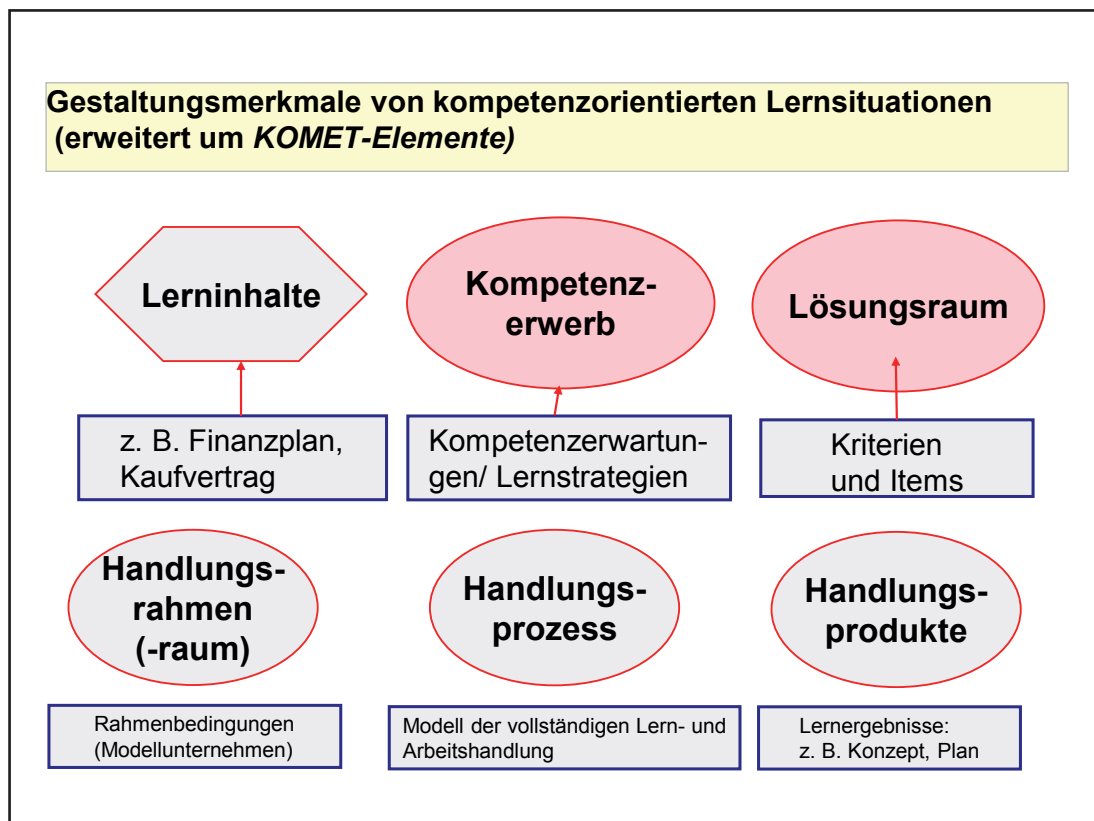 Gestaltungsmerkmale von kompetenzorientierten Lernsituationen
(erweitert um KOMET-Elemente)
Lerninhalte
Kompetenz-
erwerb
Lösungsraum
z. B. Finanzplan,
Kaufvertrag
Kompetenzerwartun-
gen/ Lernstrategien
Kriterien
und Items
Handlungs-
rahmen
(-raum)
Handlungs-
prozess
Handlungs-
produkte
Rahmenbedingungen
(Modellunternehmen)
Modell der vollständigen Lern- und
Arbeitshandlung
Lernergebnisse:
z. B. Konzept, Plan